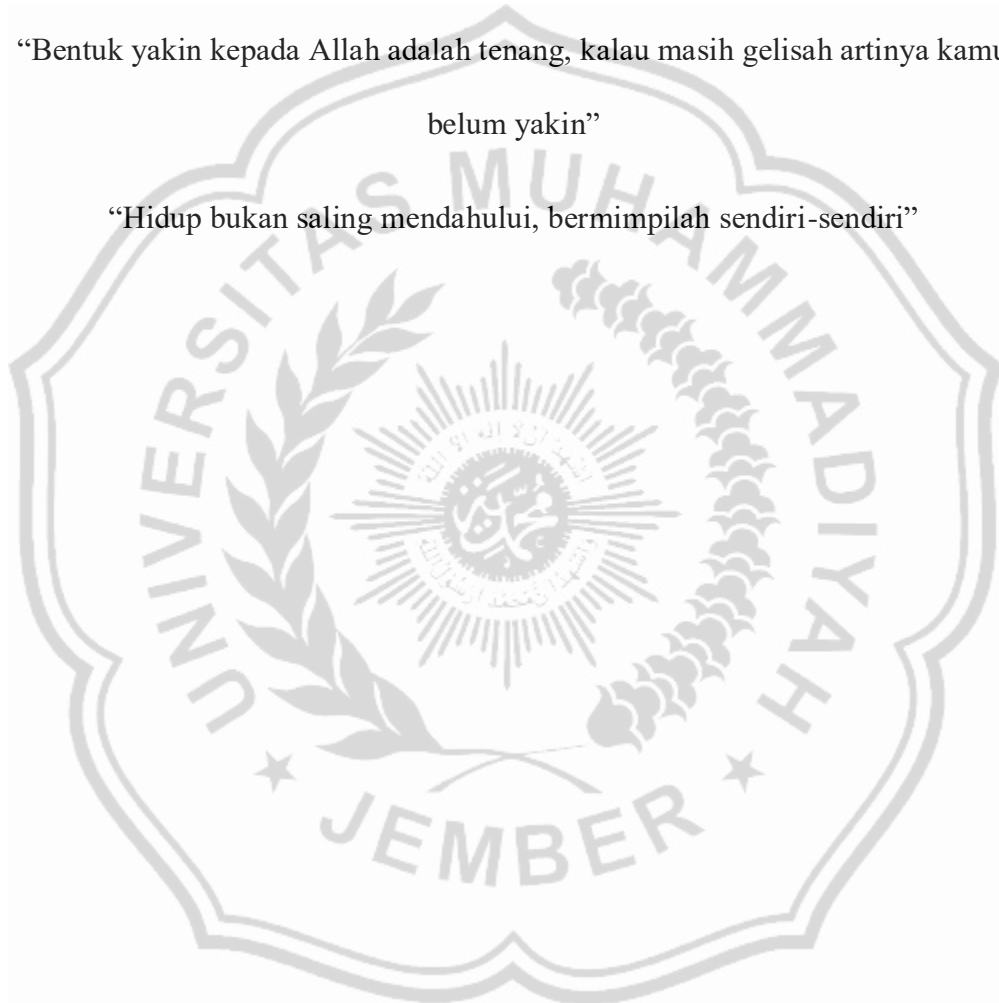 “Bentuk yakin kepada Allah adalah tenang, kalau masih gelisah artinya kamu
belum yakin”
“Hidup bukan saling mendahului, bermimpilah sendiri-sendiri”
UNIVERSITAS MUHAMMADIYAH
JEMBER